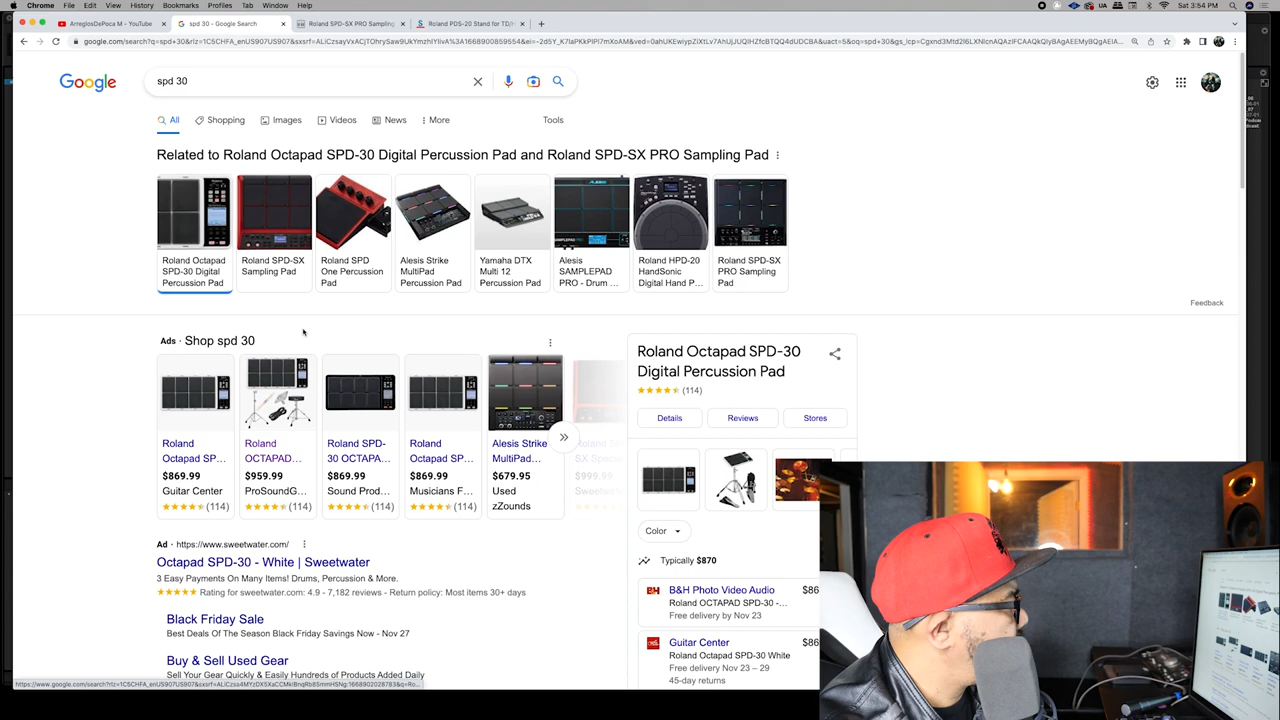 Chrome File Edit View History Bookmarks Profiles Tab Window Help
UA
Sat 3:54 PM
ArreglosDePoca M - YouTube
spd 30 - Google Search
Roland SPD-SX PRO Sampling
Roland PDS-20 Stand for TD/H
Google
spd 30
All
Shopping
Images
Videos
News
More
Tools
Related to Roland Octapad SPD-30 Digital Percussion Pad and Roland SPD-SX PRO Sampling Pad
Roland Octapad SPD-30 Digital Percussion Pad
Roland SPD-SX Sampling Pad
Roland SPD One Percussion Pad
Alesis Strike MultiPad Percussion Pad
Yamaha DTX Multi 12 Percussion Pad
Alesis SAMPLEPAD PRO - Drum ...
Roland HPD-20 HandSonic Digital Hand P...
Roland SPD-SX PRO Sampling Pad
Feedback
Ads · Shop spd 30
Roland Octapad SP...
$869.99
Guitar Center
(114)
Roland OCTAPAD...
$959.99
ProSoundG...
(114)
Roland SPD-30 OCTAPA...
$869.99
Sound Prod...
(114)
Roland Octapad SP...
$869.99
Musicians F...
(114)
Alesis Strike MultiPad...
$679.95
Used
zZounds
$999.99
Ad · https://www.sweetwater.com/
Octapad SPD-30 - White | Sweetwater
3 Easy Payments On Many Items! Drums, Percussion & More.
Rating for sweetwater.com: 4.9 - 7,182 reviews - Return policy: Most items 30+ days
Black Friday Sale
Best Deals Of The Season Black Friday Savings Now - Nov 27
Buy & Sell Used Gear
Sell Your Gear Quickly & Easily Hundreds of Products Added Daily
Roland Octapad SPD-30
Digital Percussion Pad
(114)
Details
Reviews
Stores
Color
Typically $870
B&H Photo Video Audio $86
Roland OCTAPAD SPD-30 -...
Free delivery by Nov 23
Guitar Center $86
Roland Octapad SPD-30 White
Free delivery Nov 23 – 29
45-day returns